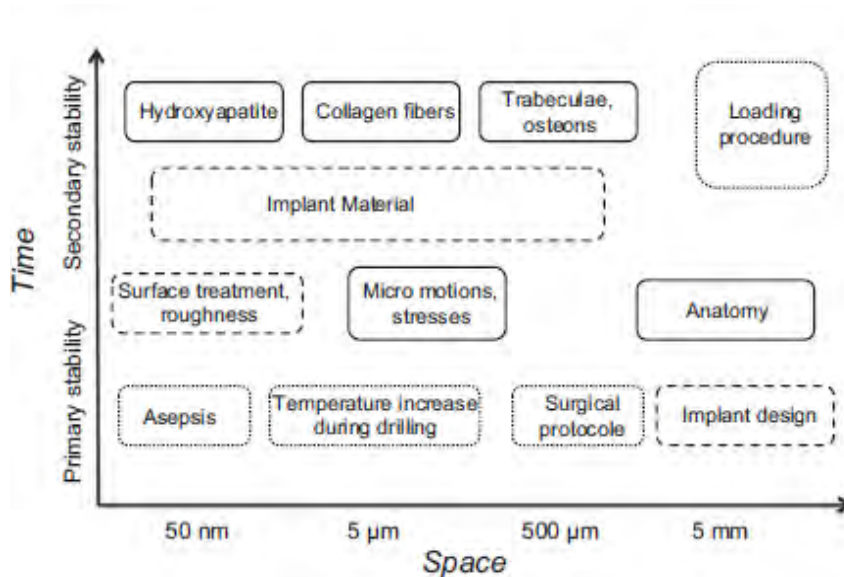 Time
Secondary stability
Primary stability
Hydroxyapatite
Collagen fibers
Trabeculae,
osteons
Loading
procedure
Implant Material
Surface treatment,
roughness
Micro motions,
stresses
Anatomy
Asepsis
Temperature increase
during drilling
Surgical
protocole
Implant design
50 nm
5 µm
500 µm
5 mm
Space